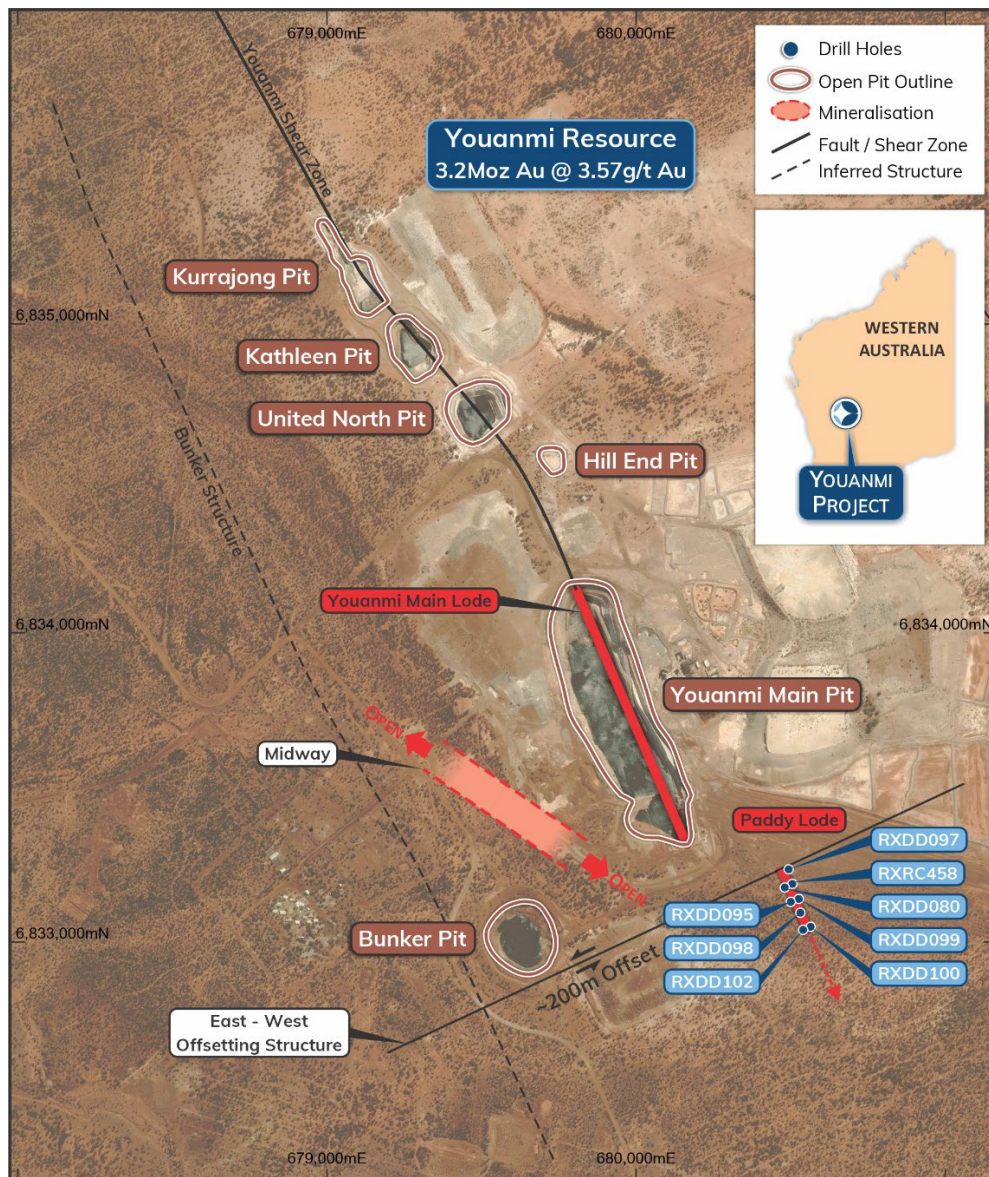 679,000mE
680,000mE
Drill Holes
Open Pit Outline
Mineralisation
Fault / Shear Zone
Inferred Structure
Youanmi Shear Zone
Youanmi Resource
3.2Moz Au @ 3.57g/t Au
Kurrajong Pit
6,835,000mN
Kathleen Pit
United North Pit
Hill End Pit
WESTERN
AUSTRALIA
YOUANMI
PROJECT
Bunker Structure
Youanmi Main Lode
6,834,000mN
6,834,000mN
Youanmi Main Pit
OPEN
Midway
OPEN
Paddy Lode
RXDD097
RXRC458
RXDD080
RXDD095
RXDD099
RXDD098
RXDD100
RXDD102
Bunker Pit
6,833,000mN
~200m Offset
East - West
Offsetting Structure
679,000mE
680,000mE